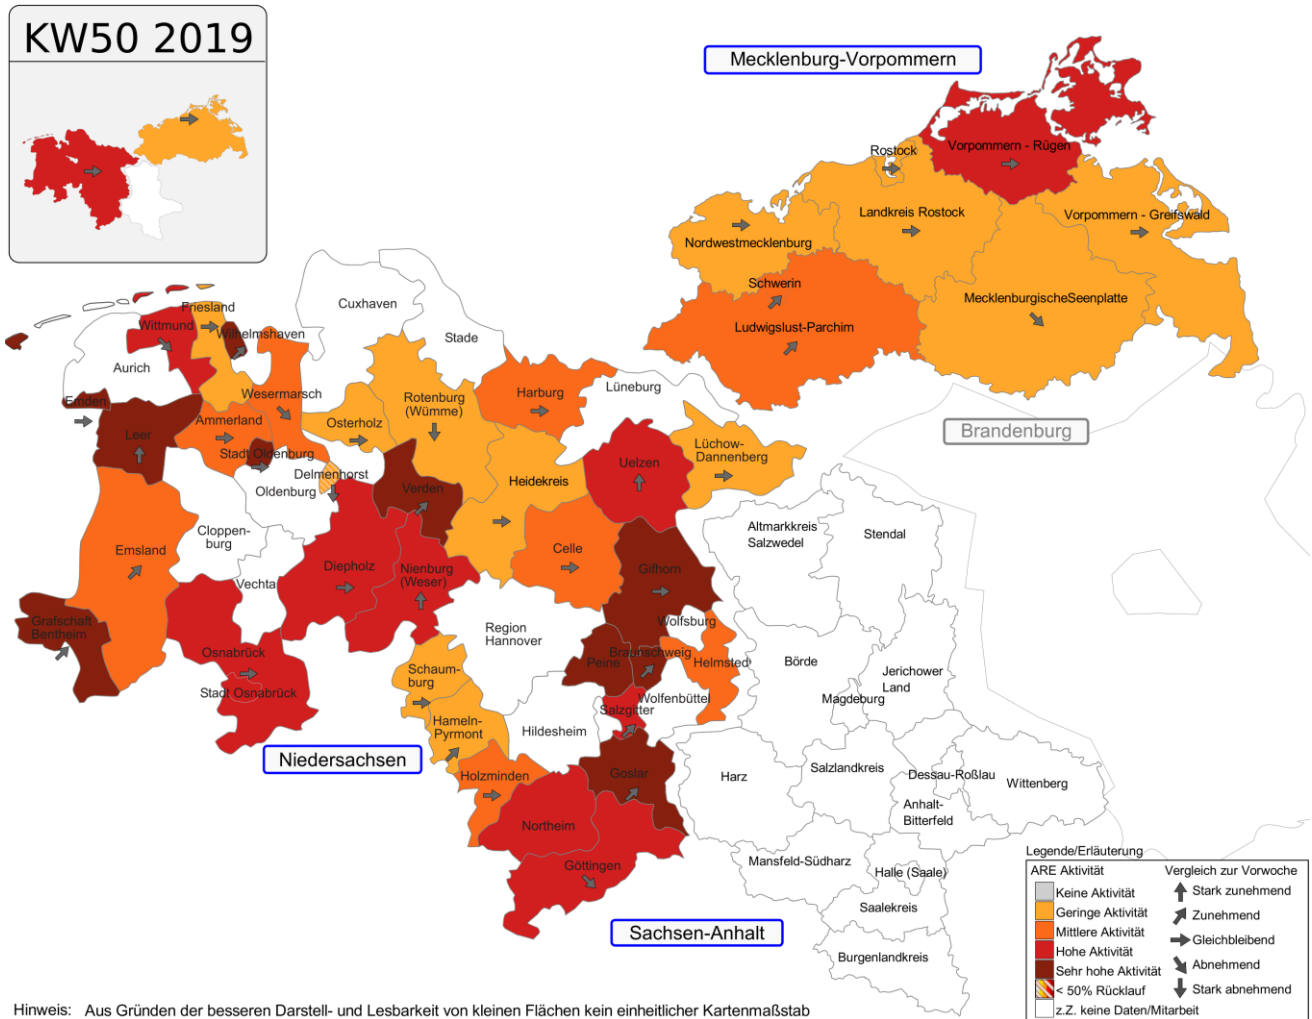 KW50 2019
Mecklenburg-Vorpommern
Rostock
Vorpommern - Rügen
Landkreis Rostock
Vorpommern - Greifswald
Nordwestmecklenburg
Schwerin
MecklenburgischeSeenplatte
Ludwigslust-Parchim
Brandenburg
Cuxhaven
Friesland
Wittmund
Wilhelmshaven
Stade
Aurich
Lüneburg
Emden
Wesermarsch
Harburg
Rotenburg
(Wümme)
Ammerland
Osterholz
Leer
Stadt Oldenburg
Lüchow-
Dannenberg
Uelzen
Delmenhorst
Oldenburg
Verden
Heidekreis
Cloppen-
burg
Altmarkkreis
Salzwedel
Stendal
Emsland
Celle
Diepholz
Nienburg
(Weser)
Gifhorn
Vechta
Grafschaft
Bentheim
Region
Hannover
Wolfsburg
Osnabrück
Braunschweig
Peine
Helmsted
Börde
Jerichower
Land
Schaum-
burg
Stadt Osnabrück
Wolfenbüttel
Magdeburg
Salzgitter
Hameln-
Pyrmont
Hildesheim
Niedersachsen
Holzminden
Goslar
Harz
Salzlandkreis
Dessau-Roßlau
Wittenberg
Anhalt-
Bitterfeld
Northeim
Göttingen
Mansfeld-Südharz
Halle (Saale)
Saalekreis
Sachsen-Anhalt
Burgenlandkreis
Legende/Erläuterung
ARE Aktivität
Vergleich zur Vorwoche
Keine Aktivität
Stark zunehmend
Geringe Aktivität
Zunehmend
Mittlere Aktivität
Gleichbleibend
Hohe Aktivität
Abnehmend
Sehr hohe Aktivität
< 50% Rücklauf
Stark abnehmend
z.Z. keine Daten/Mitarbeit
Hinweis: Aus Gründen der besseren Darstell- und Lesbarkeit von kleinen Flächen kein einheitlicher Kartenmaßstab